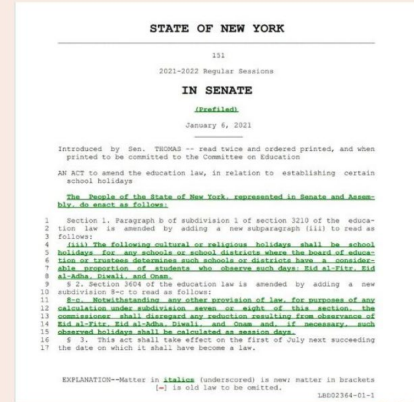 STATE OF NEW YORK
151
2021-2022 Regular Sessions
IN SENATE
(Prefiled)
January 6, 2021
Introduced by Sen. THOMAS -- read twice and ordered printed, and when
printed to be committed to the Committee on Education
AN ACT to amend the education law, in relation to establishing certain
school holidays
The People of the State of New York, represented in Senate and Assem-
bly, do enact as follows:
1 Section 1. Paragraph b of subdivision 1 of section 3210 of the educa-
2 tion law is amended by adding a new subparagraph (iii) to read as
3 follows:
4 (iii) The following cultural or religious holidays shall be school
5 holidays for any schools or school districts where the board of educa-
6 tion or trustees determines such schools or districts have a consider-
7 able proportion of students who observe such days: Eid al-Fitr, Eid
8 al-Adha, Diwali, and Onam.
9 § 2. Section 3604 of the education law is amended by adding a new
10 subdivision 8-c to read as follows:
11 8-c. Notwithstanding any other provision of law, for purposes of any
12 calculation under subdivision seven or eight of this section, the
13 commissioner shall disregard any reduction resulting from observance of
14 Eid al-Fitr, Eid al-Adha, Diwali, and Onam and, if necessary, such
15 observed holidays shall be calculated as session days.
16 § 3. This act shall take effect on the first of July next succeeding
17 the date on which it shall have become a law.
EXPLANATION--Matter in italics (underscored) is new; matter in brackets
[-] is old law to be omitted.
LBD02364-01-1